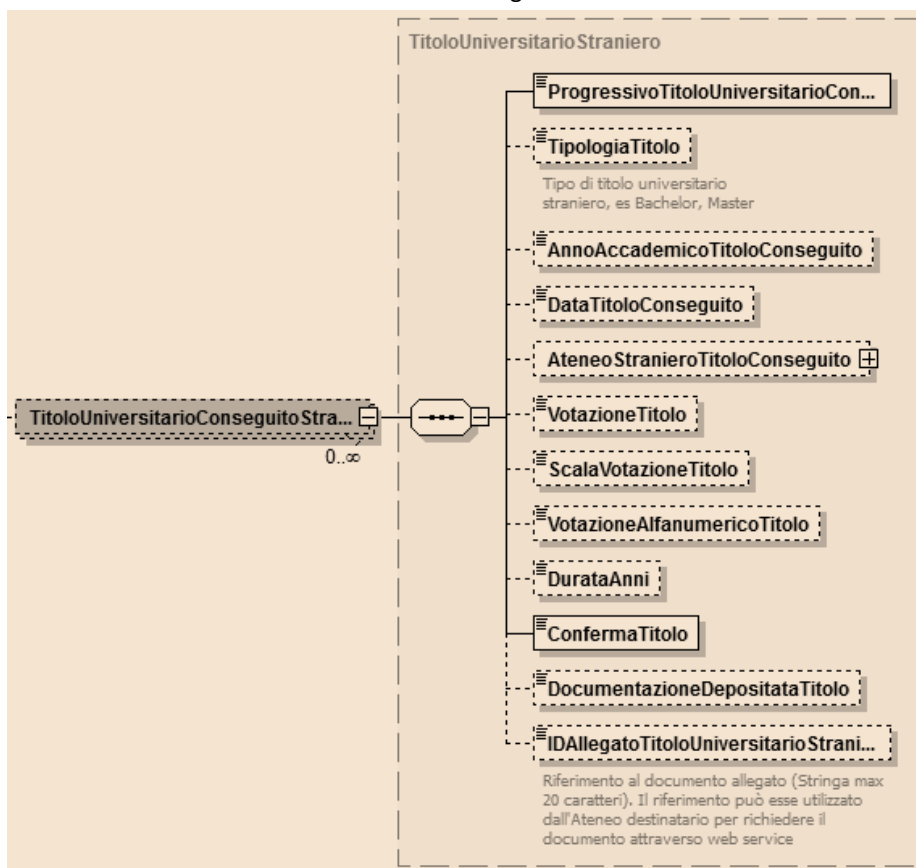 TitoloUniversitarioStraniero
ProgressivoTitoloUniversitarioCon...
TipologiaTitolo
Tipo di titolo universitario
straniero, es Bachelor, Master
AnnoAccademicoTitoloConseguito
DataTitoloConseguito
AteneoStranieroTitoloConseguito
TitoloUniversitarioConseguitoStra...
0..∞
VotazioneTitolo
ScalaVotazioneTitolo
VotazioneAlfanumericoTitolo
DurataAnni
ConfermaTitolo
DocumentazioneDepositataTitolo
IDAllegatoTitoloUniversitarioStrani...
Riferimento al documento allegato (Stringa max
20 caratteri). Il riferimento può esse utilizzato
dall'Ateneo destinatario per richiedere il
documento attraverso web service